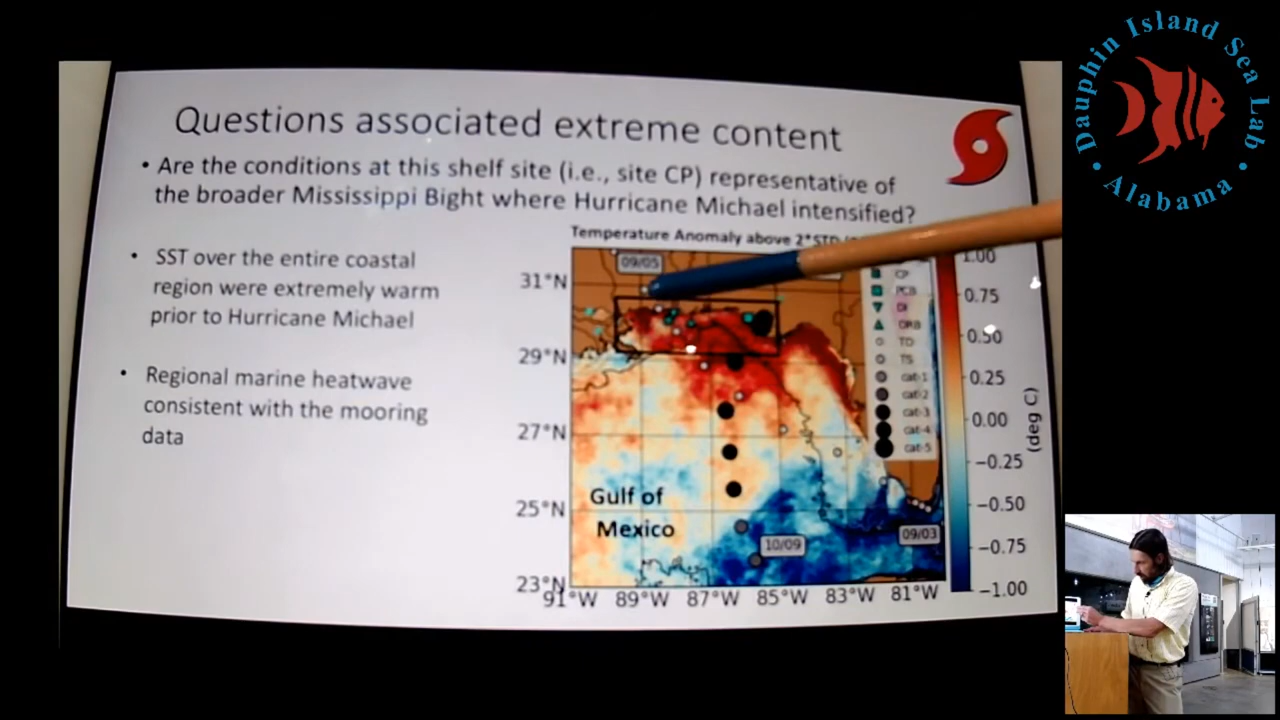 Questions associated extreme content
• Are the conditions at this shelf site (i.e., site CP) representative of
the broader Mississippi Bight where Hurricane Michael intensified?
• SST over the entire coastal
region were extremely warm
prior to Hurricane Michael
• Regional marine heatwave
consistent with the mooring
data
Temperature Anomaly above 2*STD
09/05
31°N
29°N
27°N
25°N
23°N
91°W 89°W 87°W 85°W 83°W 81°W
Gulf of
Mexico
10/09
09/03
CP
PCB
DI
ORB
TD
TS
cat-1
cat-2
cat-3
cat-4
cat-5
1.00
0.75
0.50
0.25
0.00
−0.25
−0.50
−0.75
−1.00
(deg C)
Dauphin Island Sea Lab
• Alabama •